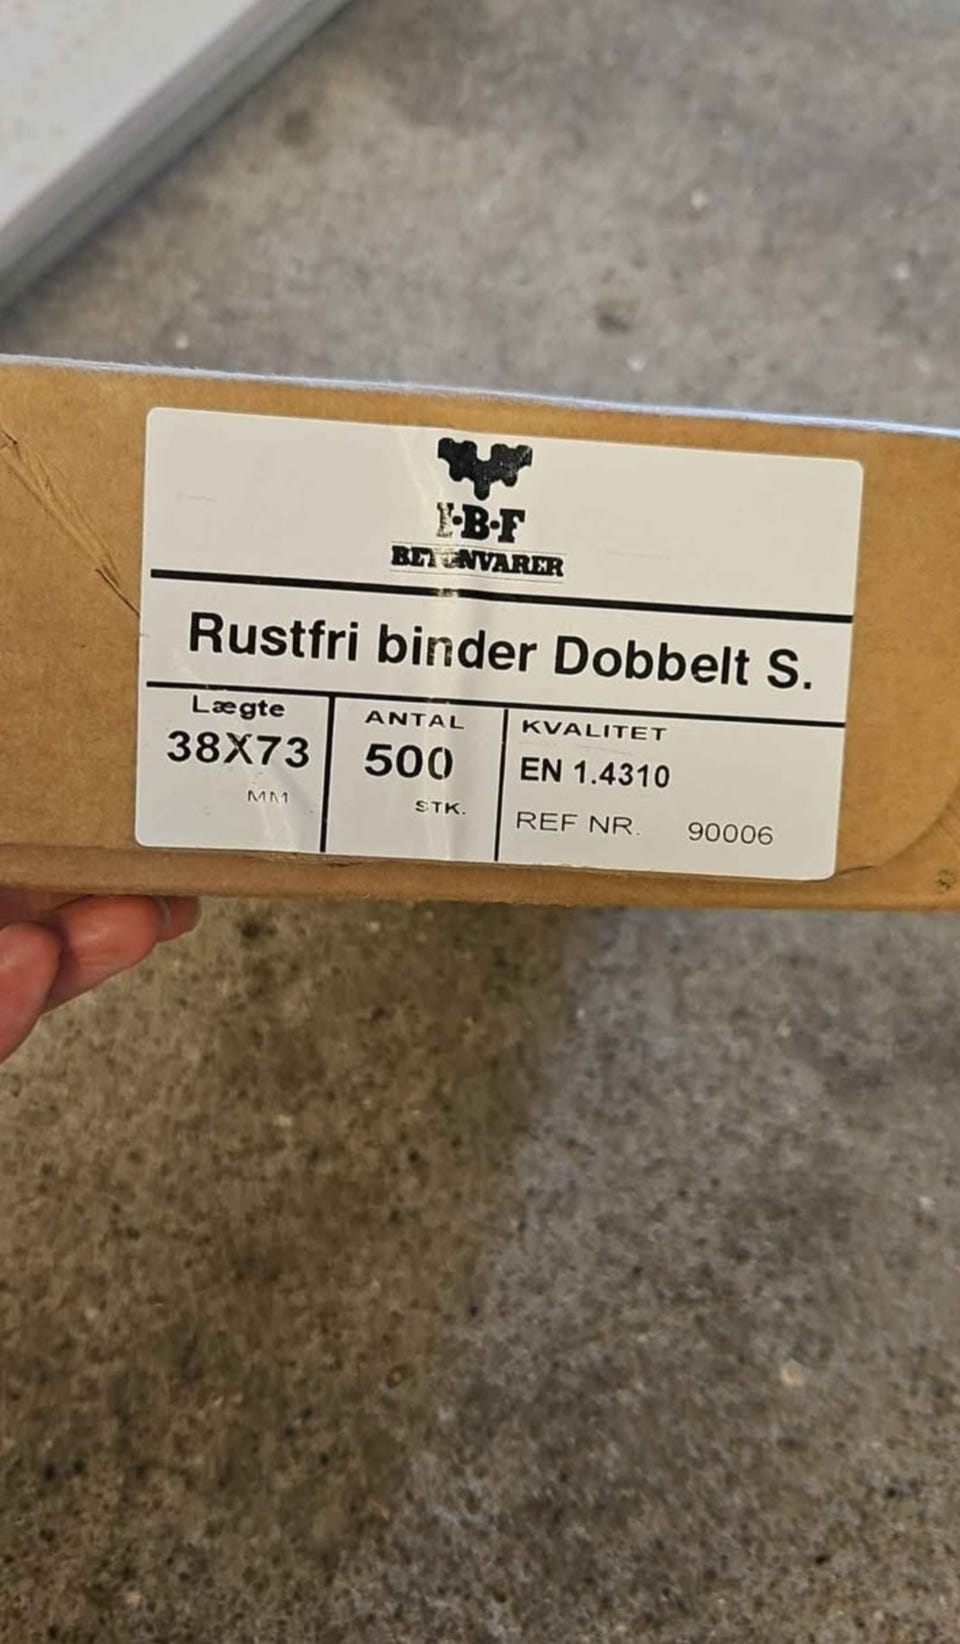 I·B·F
BETONVARER
Rustfri binder Dobbelt S.
Lægte
38X73
MM
ANTAL
500
STK.
KVALITET
EN 1.4310
REF NR. 90006